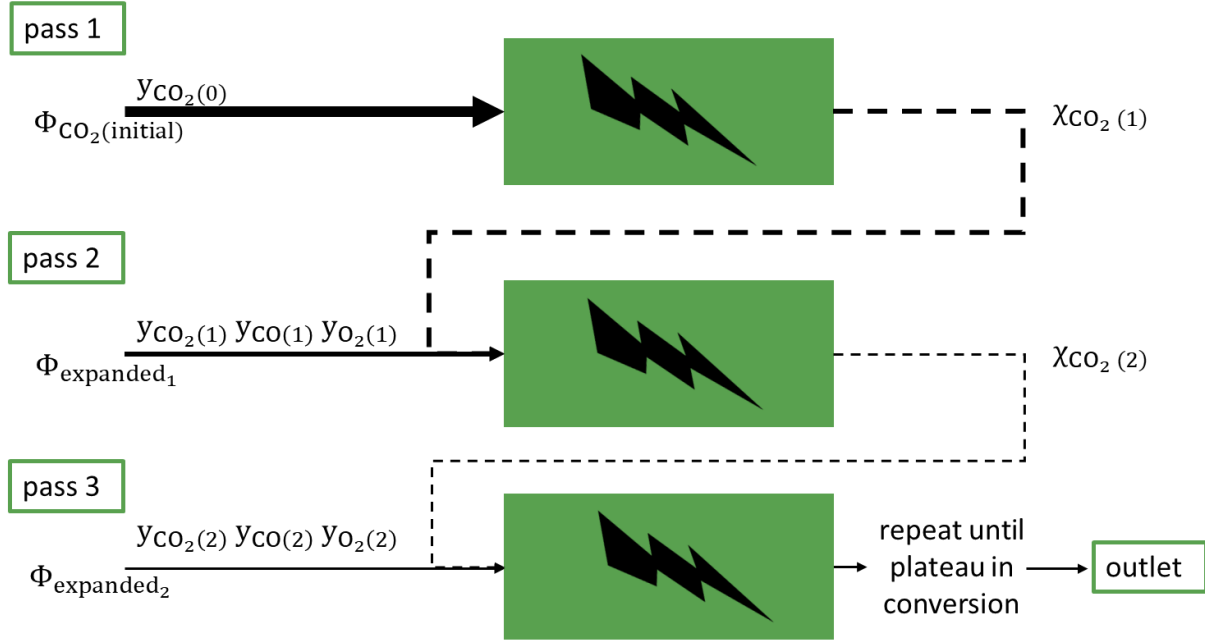 pass 1
yCO₂(0)
ΦCO₂(initial)
χCO₂ (1)
pass 2
yCO₂(1) yCO(1) yO₂(1)
Φexpanded₁
χCO₂ (2)
pass 3
yCO₂(2) yCO(2) yO₂(2)
Φexpanded₂
repeat until
plateau in
conversion
outlet